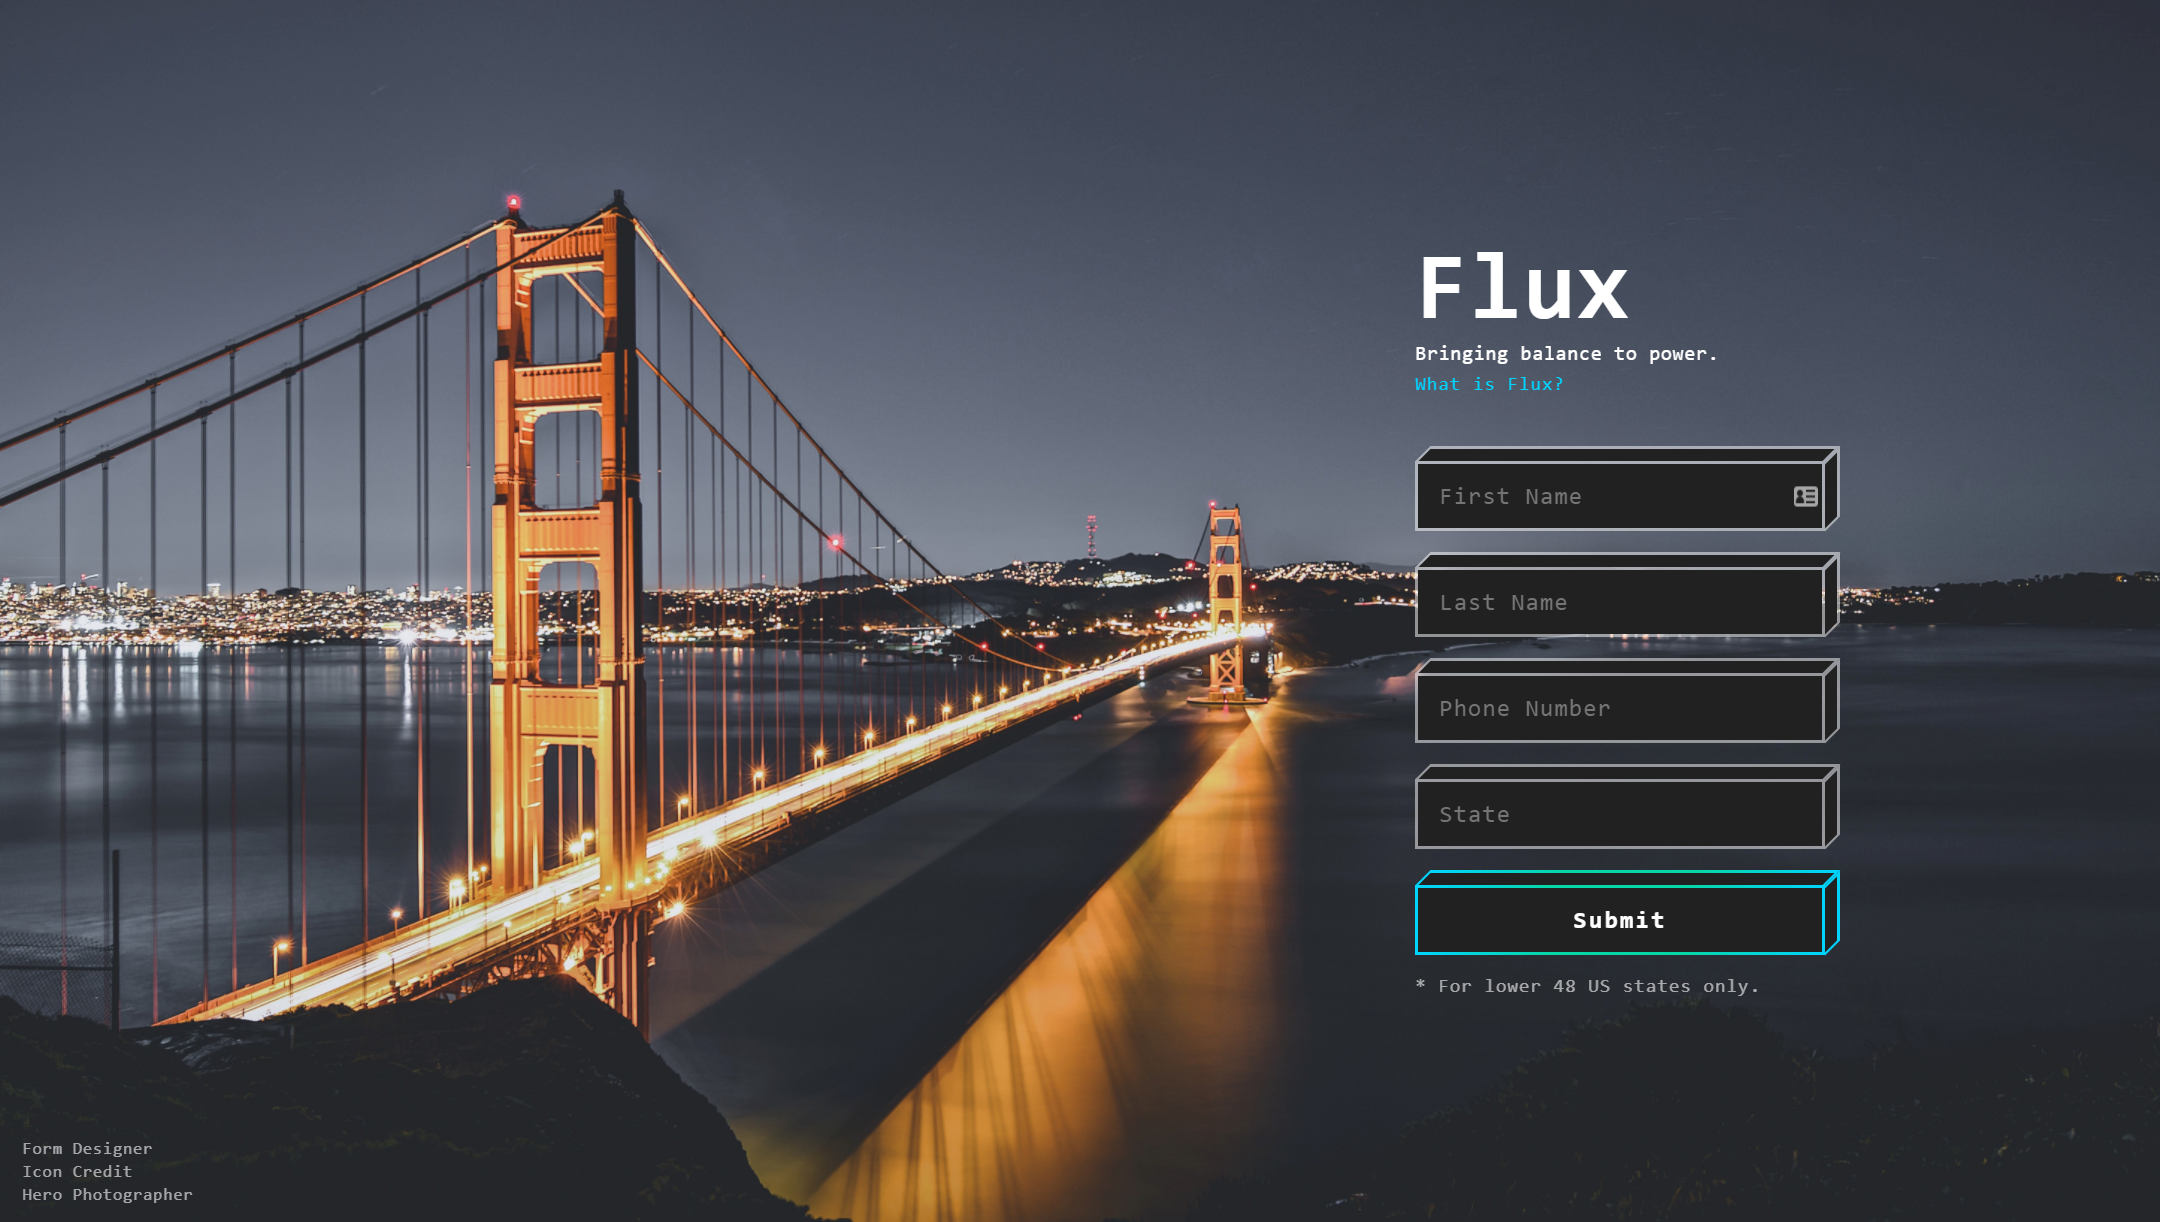 Flux
Bringing balance to power.
What is Flux?
First Name
Last Name
Phone Number
State
Submit
* For lower 48 US states only.
Form Designer
Icon Credit
Hero Photographer